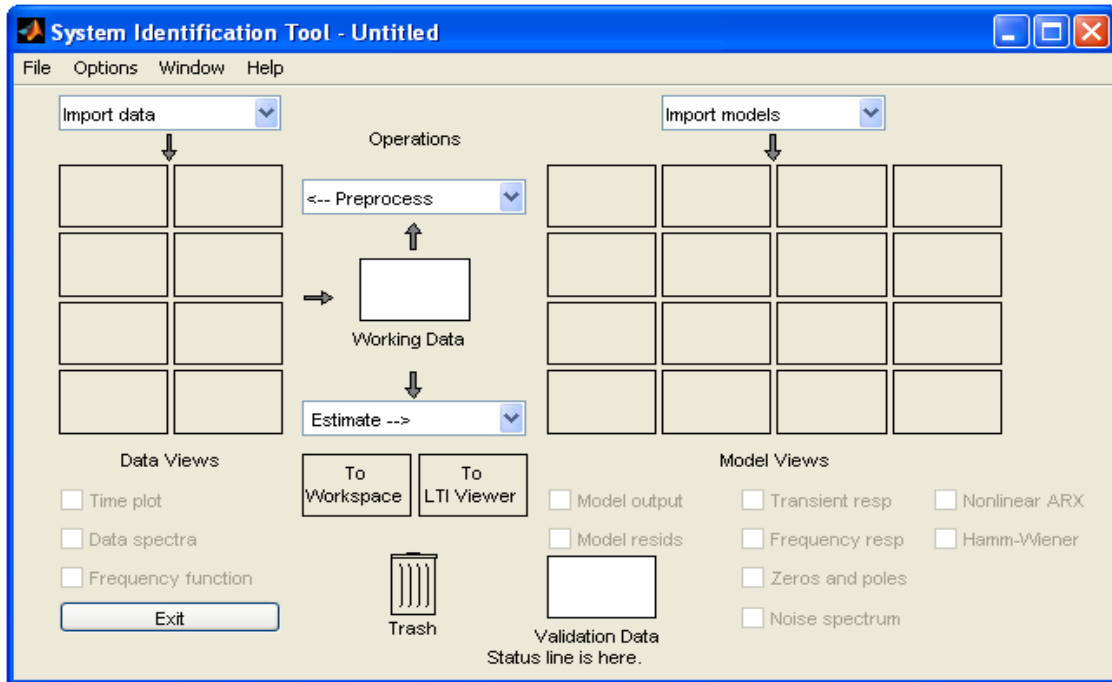 System Identification Tool - Untitled
File Options Window Help
Import data
Import models
Operations
<-- Preprocess
Working Data
Estimate -->
Data Views
To
Workspace
To
LTI Viewer
Model Views
Time plot
Data spectra
Frequency function
Exit
Trash
Model output
Model resids
Transient resp
Frequency resp
Zeros and poles
Noise spectrum
Nonlinear ARX
Hamm-Wiener
Validation Data
Status line is here.